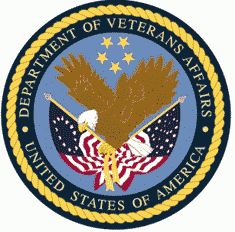 DEPARTMENT OF VETERANS AFFAIRS
UNITED STATES OF AMERICA